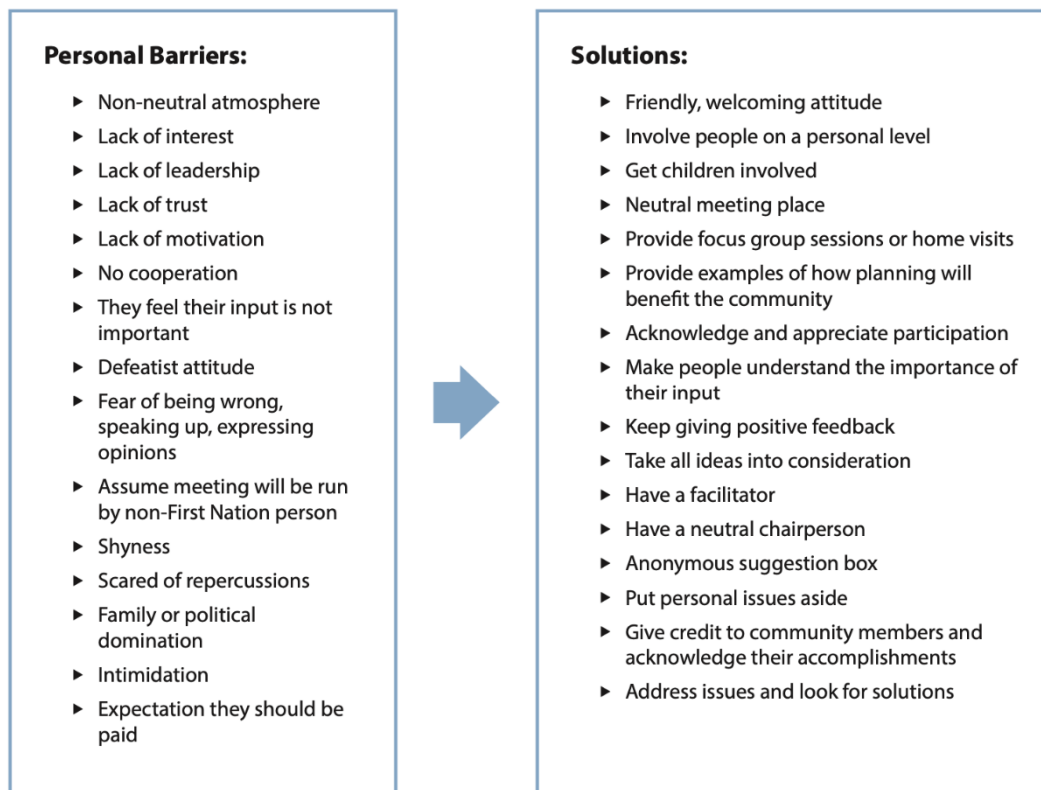 Personal Barriers:
► Non-neutral atmosphere
► Lack of interest
► Lack of leadership
► Lack of trust
► Lack of motivation
► No cooperation
► They feel their input is not
important
► Defeatist attitude
► Fear of being wrong,
speaking up, expressing
opinions
► Assume meeting will be run
by non-First Nation person
► Shyness
► Scared of repercussions
► Family or political
domination
► Intimidation
► Expectation they should be
paid
Solutions:
► Friendly, welcoming attitude
► Involve people on a personal level
► Get children involved
► Neutral meeting place
► Provide focus group sessions or home visits
► Provide examples of how planning will
benefit the community
► Acknowledge and appreciate participation
► Make people understand the importance of
their input
► Keep giving positive feedback
► Take all ideas into consideration
► Have a facilitator
► Have a neutral chairperson
► Anonymous suggestion box
► Put personal issues aside
► Give credit to community members and
acknowledge their accomplishments
► Address issues and look for solutions